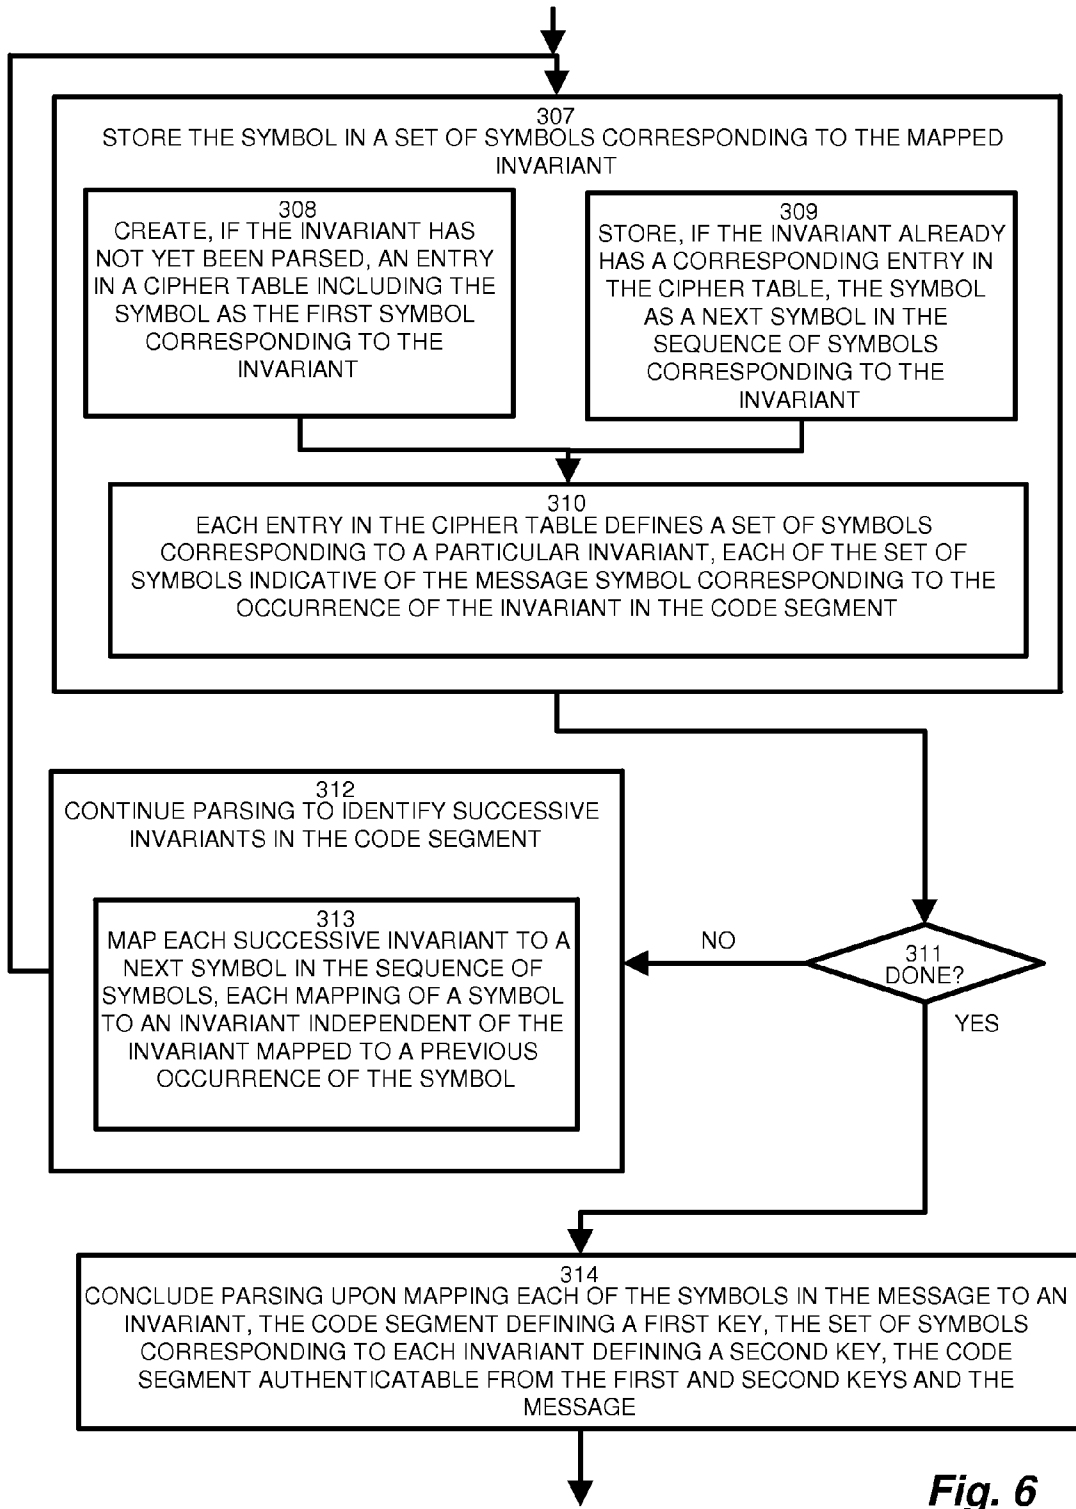 307
STORE THE SYMBOL IN A SET OF SYMBOLS CORRESPONDING TO THE MAPPED
INVARIANT
308
CREATE, IF THE INVARIANT HAS
NOT YET BEEN PARSED, AN ENTRY
IN A CIPHER TABLE INCLUDING THE
SYMBOL AS THE FIRST SYMBOL
CORRESPONDING TO THE
INVARIANT
309
STORE, IF THE INVARIANT ALREADY
HAS A CORRESPONDING ENTRY IN
THE CIPHER TABLE, THE SYMBOL
AS A NEXT SYMBOL IN THE
SEQUENCE OF SYMBOLS
CORRESPONDING TO THE
INVARIANT
310
EACH ENTRY IN THE CIPHER TABLE DEFINES A SET OF SYMBOLS
CORRESPONDING TO A PARTICULAR INVARIANT, EACH OF THE SET OF
SYMBOLS INDICATIVE OF THE MESSAGE SYMBOL CORRESPONDING TO THE
OCCURRENCE OF THE INVARIANT IN THE CODE SEGMENT
312
CONTINUE PARSING TO IDENTIFY SUCCESSIVE
INVARIANTS IN THE CODE SEGMENT
313
MAP EACH SUCCESSIVE INVARIANT TO A
NEXT SYMBOL IN THE SEQUENCE OF
SYMBOLS, EACH MAPPING OF A SYMBOL
TO AN INVARIANT INDEPENDENT OF THE
INVARIANT MAPPED TO A PREVIOUS
OCCURRENCE OF THE SYMBOL
NO
311
DONE?
YES
314
CONCLUDE PARSING UPON MAPPING EACH OF THE SYMBOLS IN THE MESSAGE TO AN
INVARIANT, THE CODE SEGMENT DEFINING A FIRST KEY, THE SET OF SYMBOLS
CORRESPONDING TO EACH INVARIANT DEFINING A SECOND KEY, THE CODE
SEGMENT AUTHENTICATABLE FROM THE FIRST AND SECOND KEYS AND THE
MESSAGE
Fig. 6